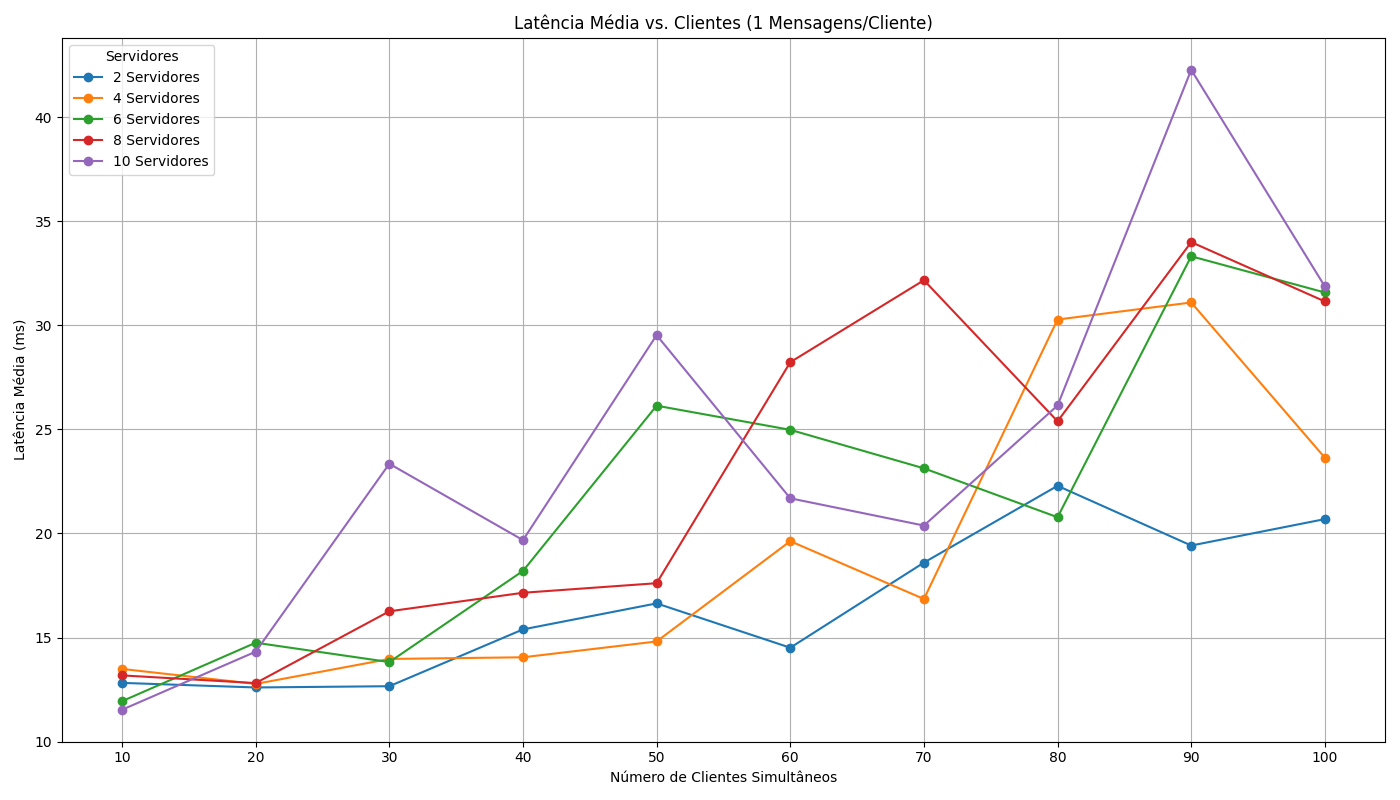 Latência Média vs. Clientes (1 Mensagens/Cliente)
Servidores
2 Servidores
4 Servidores
6 Servidores
8 Servidores
10 Servidores
Latência Média (ms)
40
35
30
25
20
15
10
10 20 30 40 50 60 70 80 90 100
Número de Clientes Simultâneos